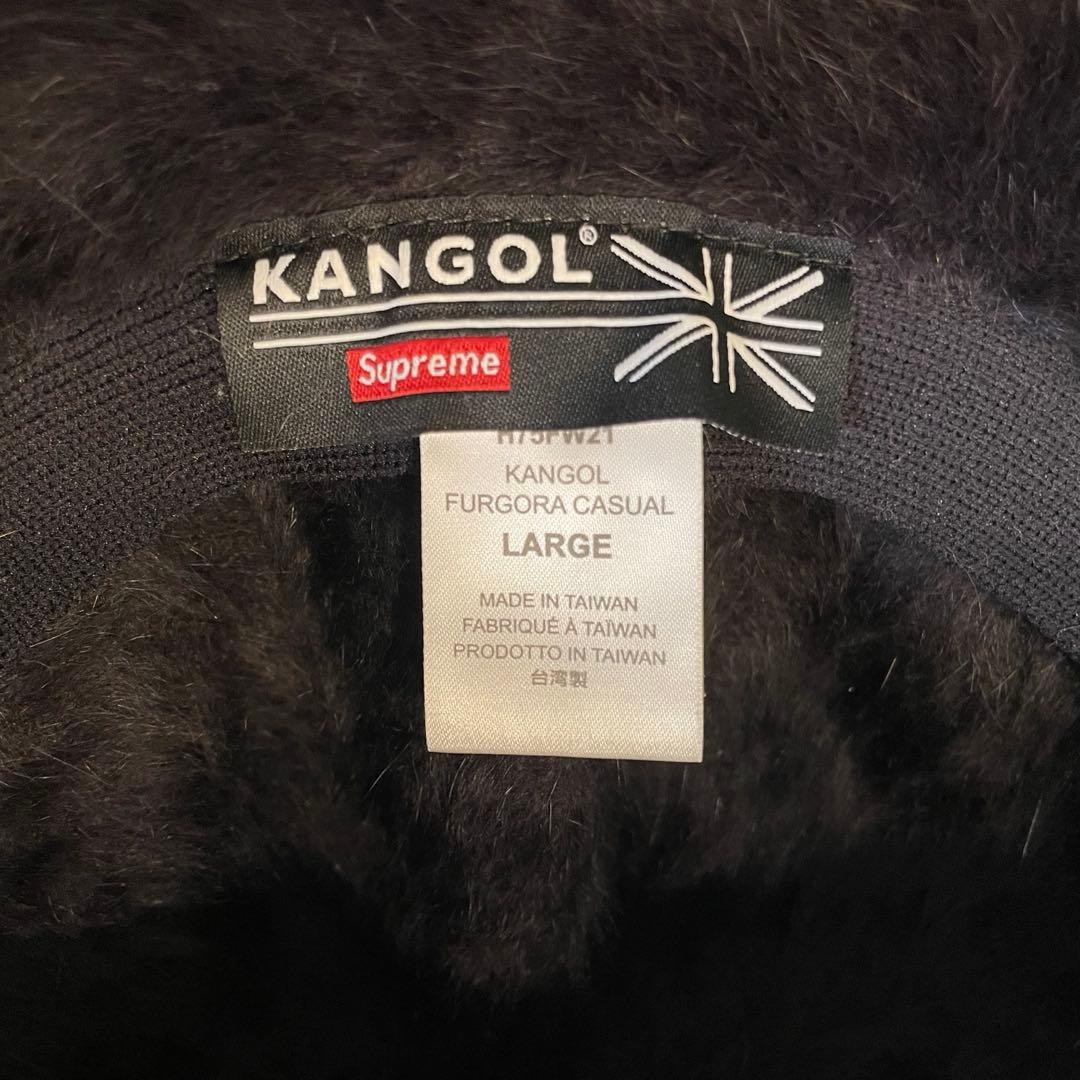 KANGOL®
Supreme
H75FW21
KANGOL
FURGORA CASUAL
LARGE
MADE IN TAIWAN
FABRIQUÉ À TAÏWAN
PRODOTTO IN TAIWAN
台湾製